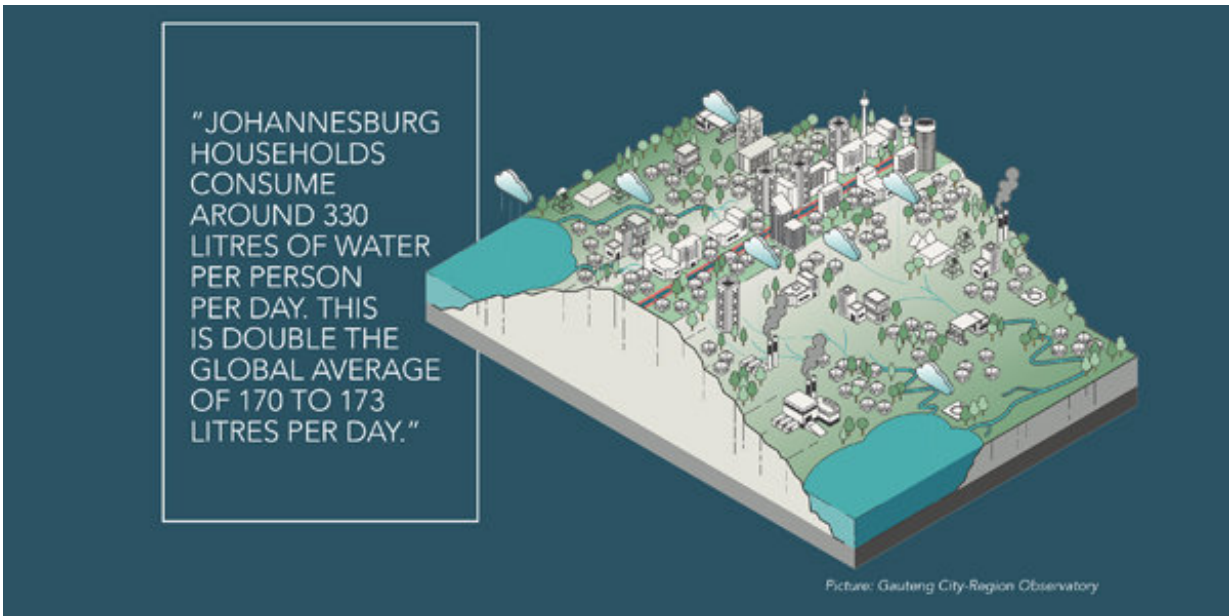 "JOHANNESBURG
HOUSEHOLDS
CONSUME
AROUND 330
LITRES OF WATER
PER PERSON
PER DAY. THIS
IS DOUBLE THE
GLOBAL AVERAGE
OF 170 TO 173
LITRES PER DAY."
Picture: Gauteng City-Region Observatory